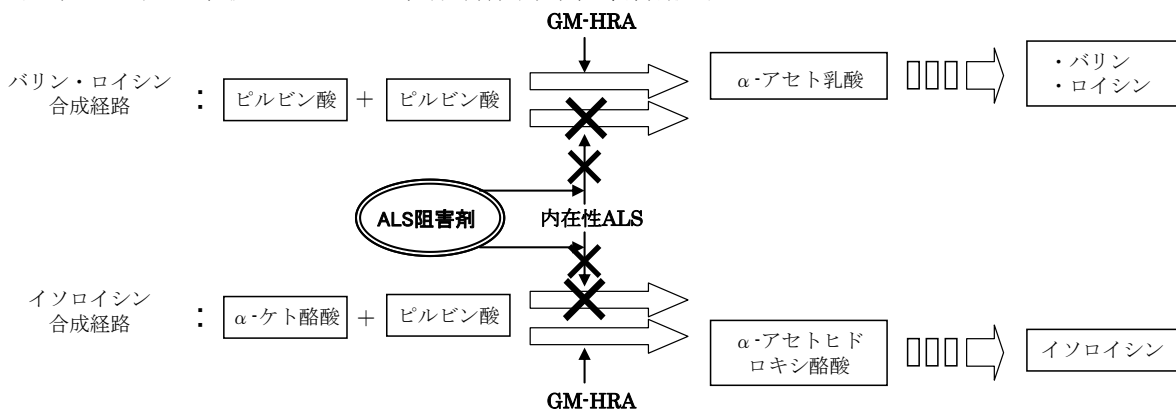 GM-HRA
バリン・ロイシン
合成経路
：
ピルビン酸
+
ピルビン酸
α-アセト乳酸
・バリン
・ロイシン
ALS阻害剤
内在性ALS
イソロイシン
合成経路
：
α-ケト酪酸
+
ピルビン酸
α-アセトヒド
ロキシ酪酸
イソロイシン
GM-HRA